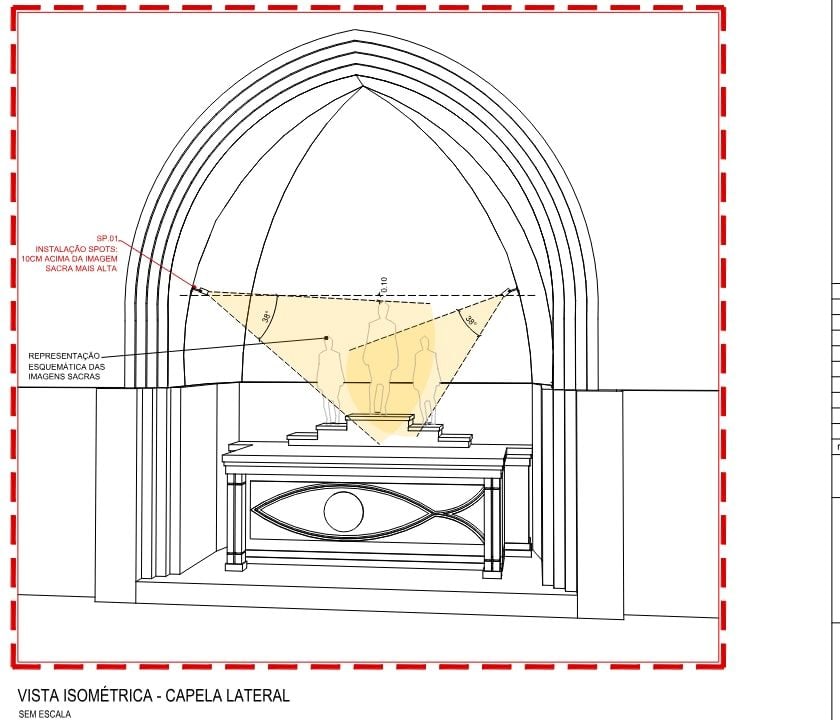 SP.01
INSTALAÇÃO SPOTS:
10CM ACIMA DA IMAGEM
SACRA MAIS ALTA
0.10
38°
38°
REPRESENTAÇÃO
ESQUEMÁTICA DAS
IMAGENS SACRAS
VISTA ISOMÉTRICA - CAPELA LATERAL
SEM ESCALA